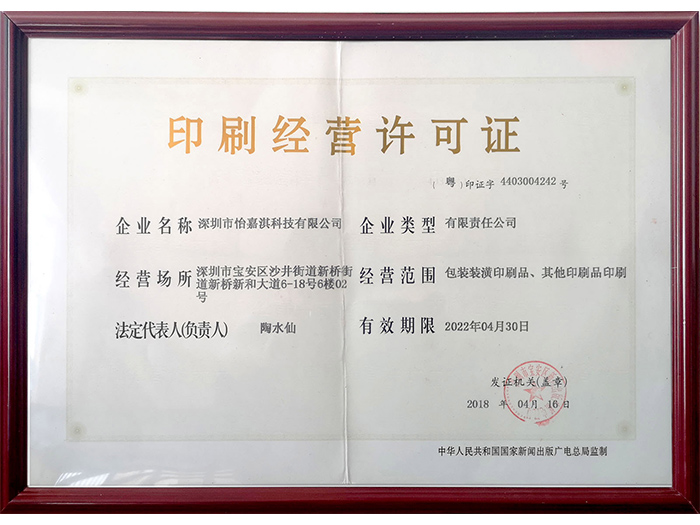 印刷经营许可证
（粤）印证字 4403004242 号
企业名称 深圳市怡嘉淇科技有限公司
企业类型 有限责任公司
经营场所 深圳市宝安区沙井街道新桥街
道新桥新和大道6-18号6楼02
号
经营范围 包装装潢印刷品、其他印刷品印刷
法定代表人(负责人) 陶水仙
有效期限 2022年04月30日
发证机关(盖章)
2018 年 04月 16日
中华人民共和国国家新闻出版广电总局监制